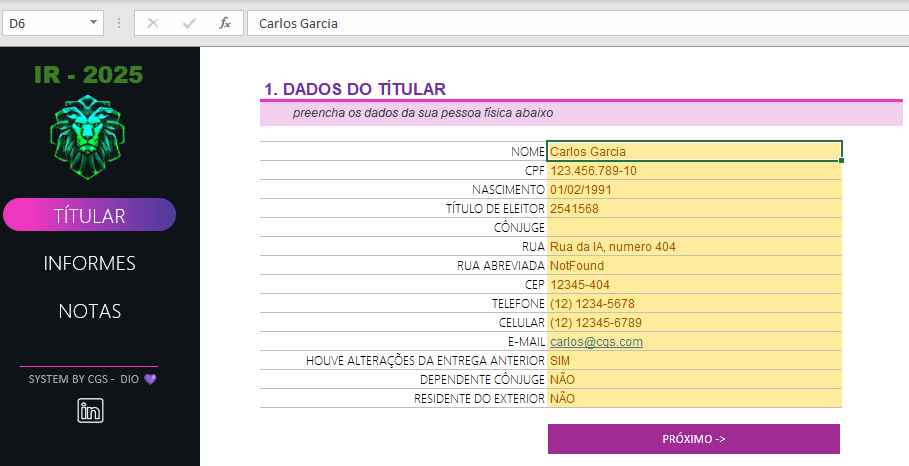 D6
fx
Carlos Garcia
IR - 2025
TÍTULAR
INFORMES
NOTAS
SYSTEM BY CGS - DIO 💜
in
1. DADOS DO TÍTULAR
preencha os dados da sua pessoa física abaixo
NOME Carlos Garcia
CPF 123.456.789-10
NASCIMENTO 01/02/1991
TÍTULO DE ELEITOR 2541568
CÔNJUGE
RUA Rua da IA, numero 404
RUA ABREVIADA NotFound
CEP 12345-404
TELEFONE (12) 1234-5678
CELULAR (12) 12345-6789
E-MAIL carlos@cgs.com
HOUVE ALTERAÇÕES DA ENTREGA ANTERIOR SIM
DEPENDENTE CÔNJUGE NÃO
RESIDENTE DO EXTERIOR NÃO
PRÓXIMO ->